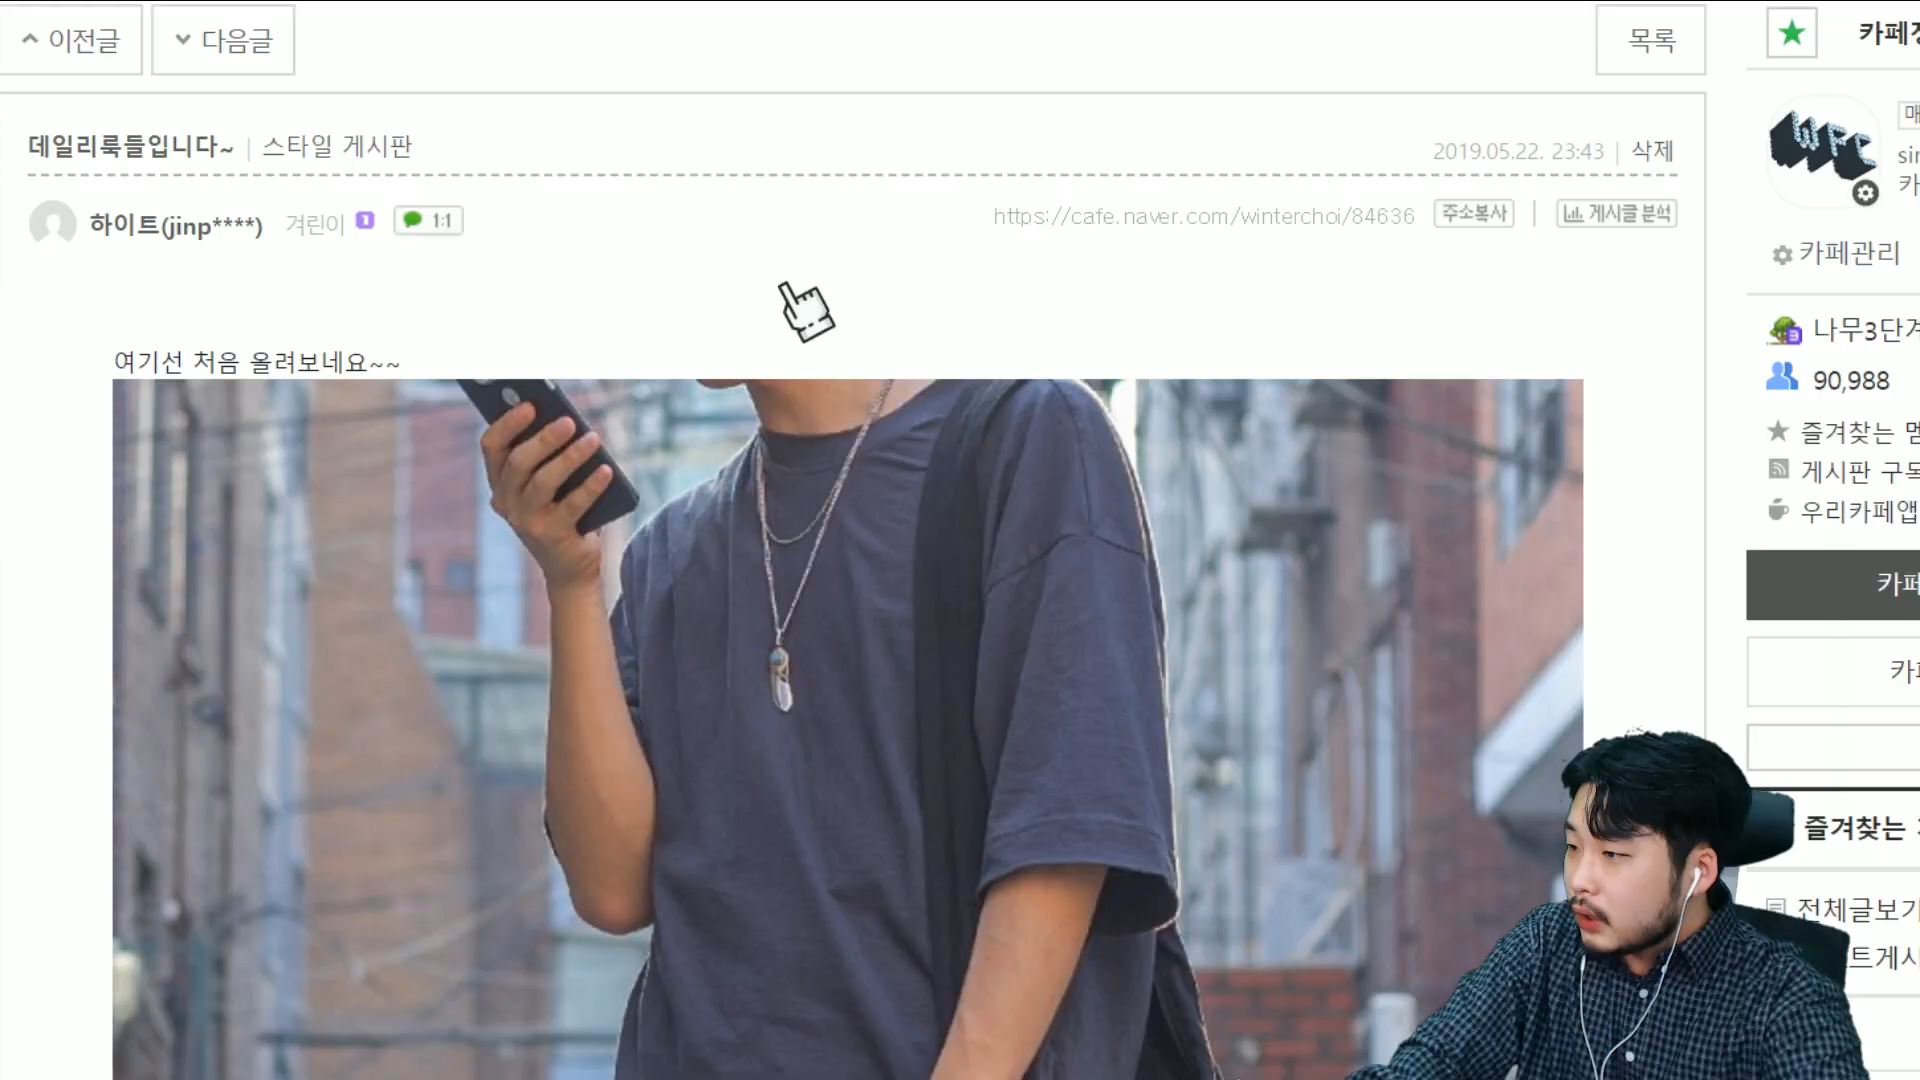 이전글
다음글
목록
데일리룩들입니다~ | 스타일 게시판
2019.05.22. 23:43 | 삭제
하이트(jinp****) 겨린이 1 1:1
https://cafe.naver.com/winterchoi/84636 주소복사 | 게시글 분석
여기선 처음 올려보네요~~
WFC
카페관리
나무3단계
90,988
즐겨찾는
게시판
우리카페앱
즐겨찾는
전체글보기